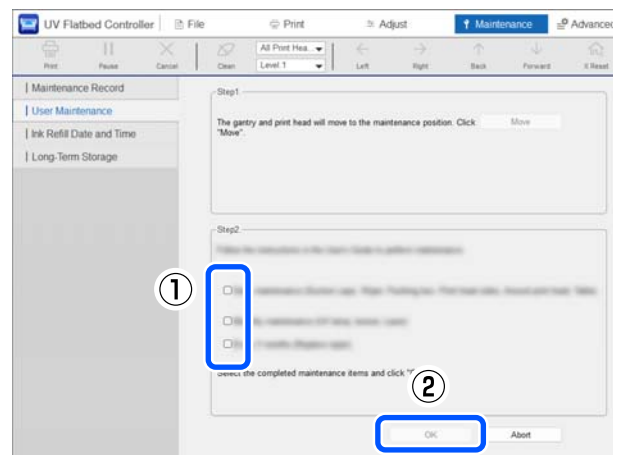 UV Flatbed Controller File Print Adjust Maintenance Advanced
Print Pause Cancel Clean All Print Hea... Level 1 Left Right Back Forward X Reset
Maintenance Record
User Maintenance
Ink Refill Date and Time
Long-Term Storage
Step1
The gantry and print head will move to the maintenance position. Click Move
"Move".
Step2
①
Select the completed maintenance items and click "
②
OK Abort